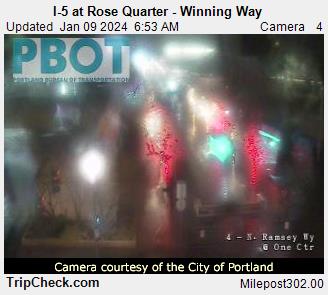 I-5 at Rose Quarter - Winning Way
Updated Jan 09 2024 6:53 AM Camera 4
PBOT
PORTLAND BUREAU OF TRANSPORTATION
4 - N. Ramsey Wy
@ One Ctr
Camera courtesy of the City of Portland
TripCheck.com Milepost302.00